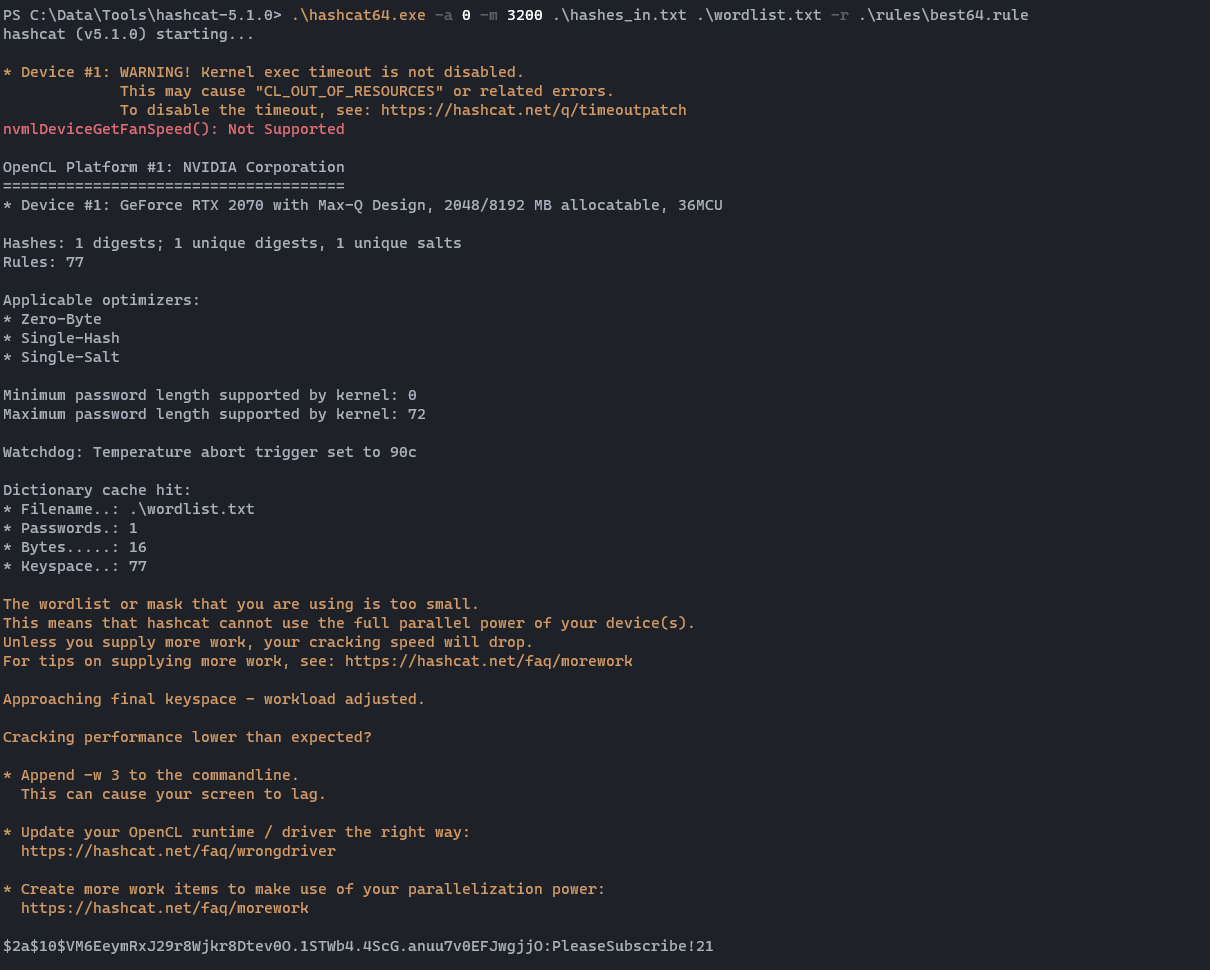 PS C:\Data\Tools\hashcat-5.1.0> .\hashcat64.exe -a 0 -m 3200 .\hashes_in.txt .\wordlist.txt -r .\rules\best64.rule
hashcat (v5.1.0) starting...
* Device #1: WARNING! Kernel exec timeout is not disabled.
This may cause "CL_OUT_OF_RESOURCES" or related errors.
To disable the timeout, see: https://hashcat.net/q/timeoutpatch
nvmlDeviceGetFanSpeed(): Not Supported
OpenCL Platform #1: NVIDIA Corporation
======================================
* Device #1: GeForce RTX 2070 with Max-Q Design, 2048/8192 MB allocatable, 36MCU
Hashes: 1 digests; 1 unique digests, 1 unique salts
Rules: 77
Applicable optimizers:
* Zero-Byte
* Single-Hash
* Single-Salt
Minimum password length supported by kernel: 0
Maximum password length supported by kernel: 72
Watchdog: Temperature abort trigger set to 90c
Dictionary cache hit:
* Filename..: .\wordlist.txt
* Passwords.: 1
* Bytes.....: 16
* Keyspace..: 77
The wordlist or mask that you are using is too small.
This means that hashcat cannot use the full parallel power of your device(s).
Unless you supply more work, your cracking speed will drop.
For tips on supplying more work, see: https://hashcat.net/faq/morework
Approaching final keyspace - workload adjusted.
Cracking performance lower than expected?
* Append -w 3 to the commandline.
This can cause your screen to lag.
* Update your OpenCL runtime / driver the right way:
https://hashcat.net/faq/wrongdriver
* Create more work items to make use of your parallelization power:
https://hashcat.net/faq/morework
$2a$10$VM6EeymRxJ29r8Wjkr8Dtev0O.1STWb4.4ScG.anuu7v0EFJwgjjO:PleaseSubscribe!21